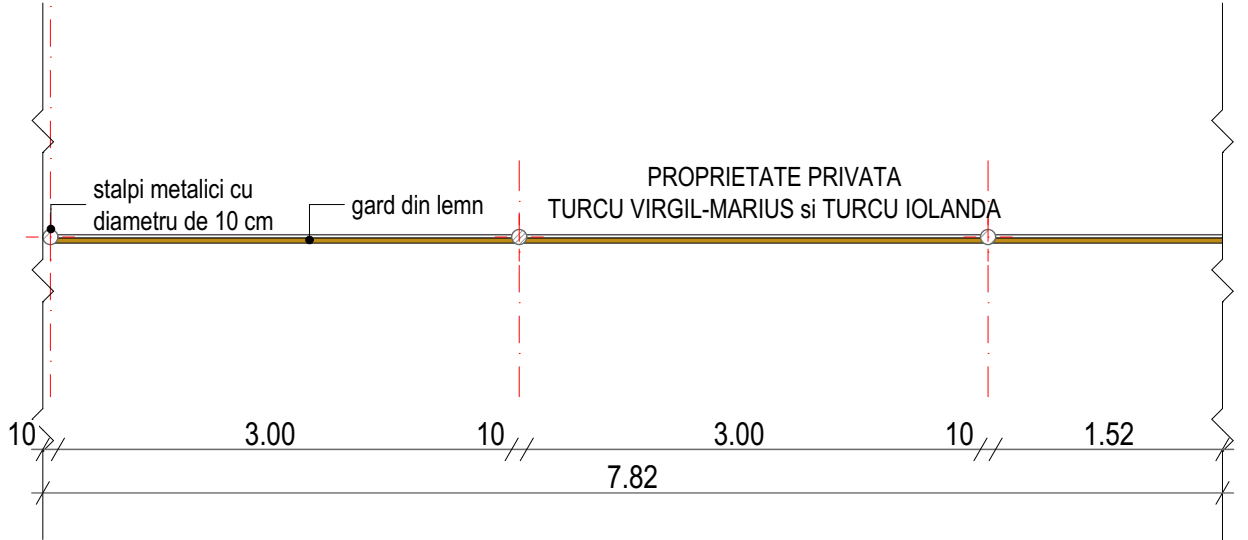 PROPRIETATE PRIVATA
TURCU VIRGIL-MARIUS si TURCU IOLANDA
stalpi metalici cu
diametru de 10 cm
gard din lemn
10 3.00 10 3.00 10 1.52
7.82